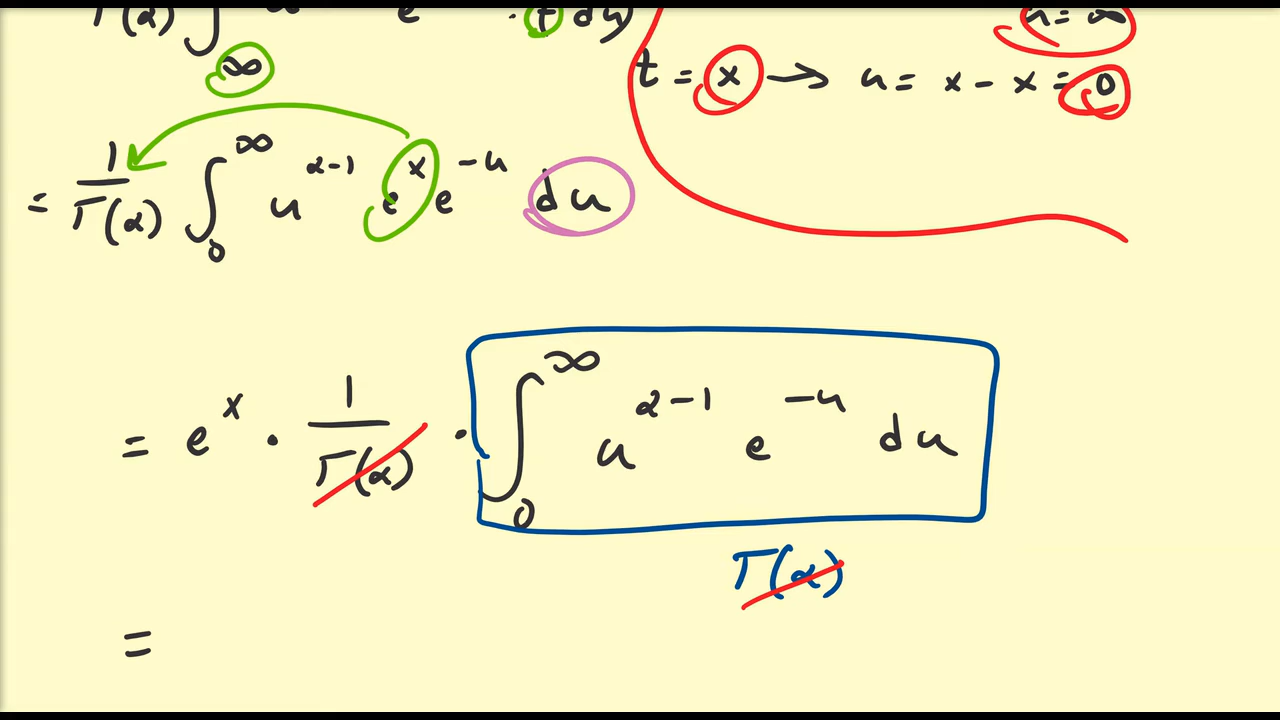 ∞
u = ∞
t = x → u = x - x = 0
= 1/Γ(α) ∫₀^∞ u^(α-1) e^x e^(-u) du
= e^x · 1/Γ(α) · ∫₀^∞ u^(α-1) e^(-u) du
Γ(α)
=